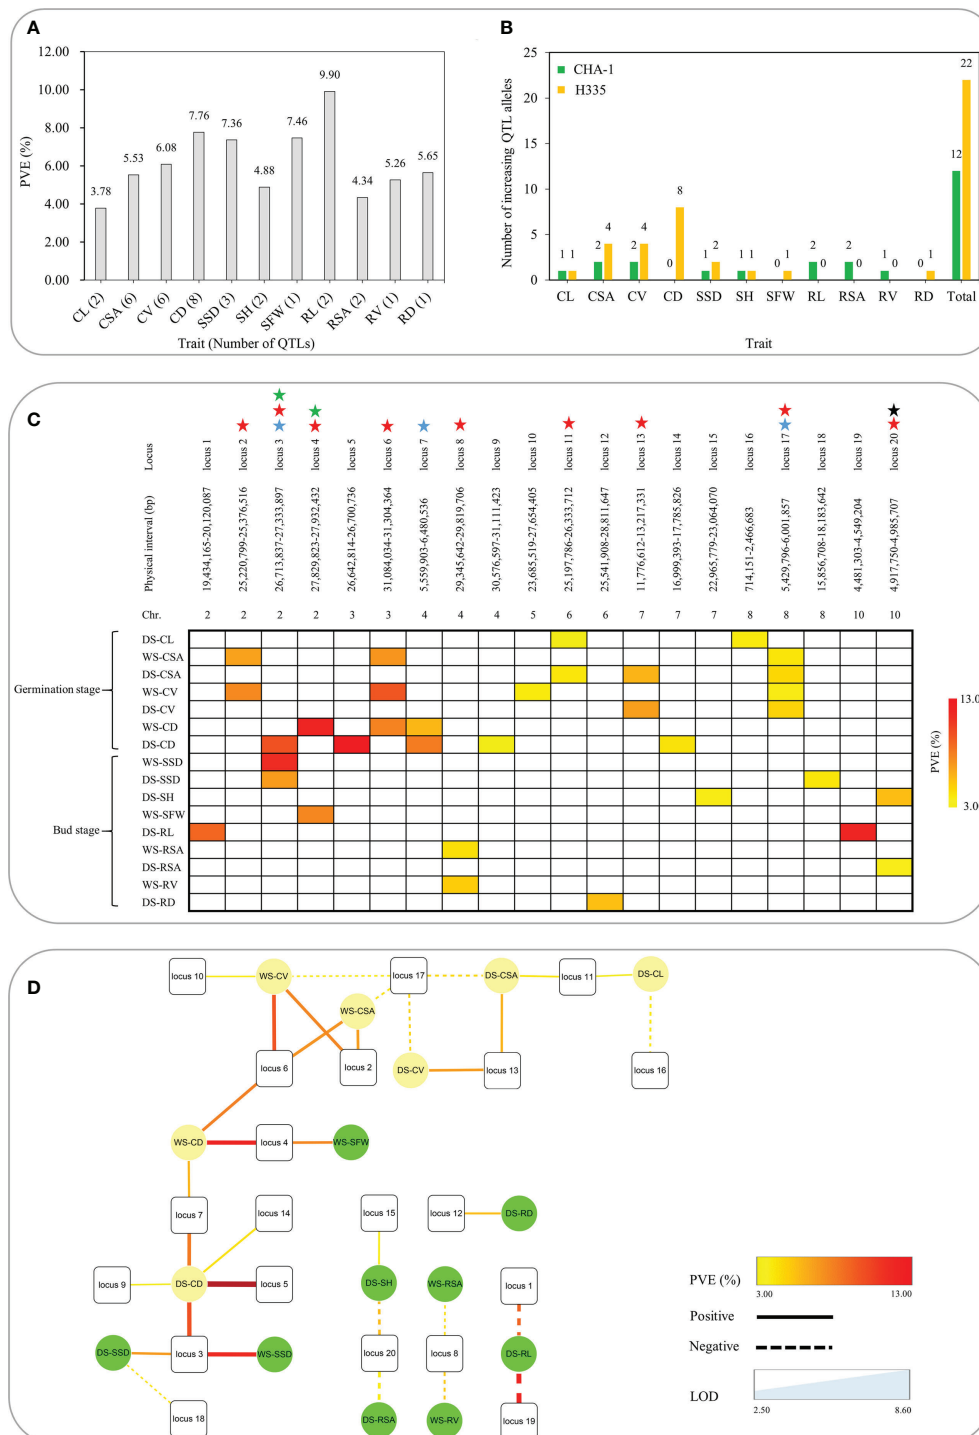 A
12.00
10.00
8.00
6.00
4.00
2.00
0.00
PVE (%)
3.78
5.53
6.08
7.76
7.36
4.88
7.46
9.90
4.34
5.26
5.65
CL (2)
CSA (6)
CV (6)
CD (8)
SSD (3)
SH (2)
SFW (1)
RL (2)
RSA (2)
RV (1)
RD (1)
Trait (Number of QTLs)
B
25
20
15
10
5
0
Number of increasing QTL alleles
CHA-1
H335
1 1
2 4
2 4
0 8
1 2
1 1
0 1
2 0
2 0
1 0
0 1
12 22
CL CSA CV CD SSD SH SFW RL RSA RV RD Total
Trait
C
Locus
locus 1
locus 2
locus 3
locus 4
locus 5
locus 6
locus 7
locus 8
locus 9
locus 10
locus 11
locus 12
locus 13
locus 14
locus 15
locus 16
locus 17
locus 18
locus 19
locus 20
Physical interval (bp)
19,434,165-20,120,087
25,220,799-25,376,516
26,713,837-27,333,897
27,829,823-27,932,432
26,642,814-26,700,736
31,084,034-31,304,364
5,559,903-6,480,536
29,345,642-29,819,706
30,576,597-31,111,423
23,685,519-27,654,405
25,197,786-26,333,712
25,541,908-28,811,647
11,776,612-13,217,331
16,999,393-17,785,826
22,965,779-23,064,070
714,151-2,466,683
5,429,796-6,001,857
15,856,708-18,183,642
4,481,303-4,549,204
4,917,750-4,985,707
Chr. 2 2 2 2 3 3 4 4 4 5 6 6 7 7 7 8 8 8 10 10
Germination stage
DS-CL
WS-CSA
DS-CSA
WS-CV
DS-CV
WS-CD
DS-CD
Bud stage
WS-SSD
DS-SSD
DS-SH
WS-SFW
DS-RL
WS-RSA
DS-RSA
WS-RV
DS-RD
PVE (%)
13.0
3.00
D
locus 10
WS-CV
locus 17
DS-CSA
locus 11
DS-CL
WS-CSA
locus 6
locus 2
DS-CV
locus 13
locus 16
WS-CD
locus 4
WS-SFW
locus 7
locus 14
locus 15
locus 12
DS-RD
locus 9
DS-CD
locus 5
DS-SH
WS-RSA
locus 1
DS-SSD
locus 3
WS-SSD
locus 20
locus 8
DS-RL
locus 18
DS-RSA
WS-RV
locus 19
PVE (%)
3.00 13.00
Positive
Negative
LOD
2.50 8.60